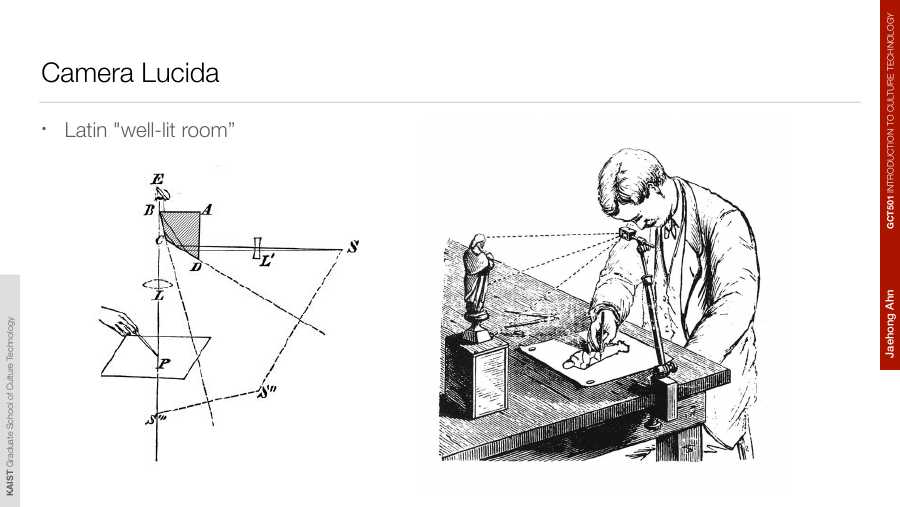 Camera Lucida
• Latin "well-lit room”
E
B A
C
D
L'
S
L
P
S"
S'"
KAIST Graduate School of Culture Technology
GCT501 INTRODUCTION TO CULTURE TECHNOLOGY
Jaehong Ahn